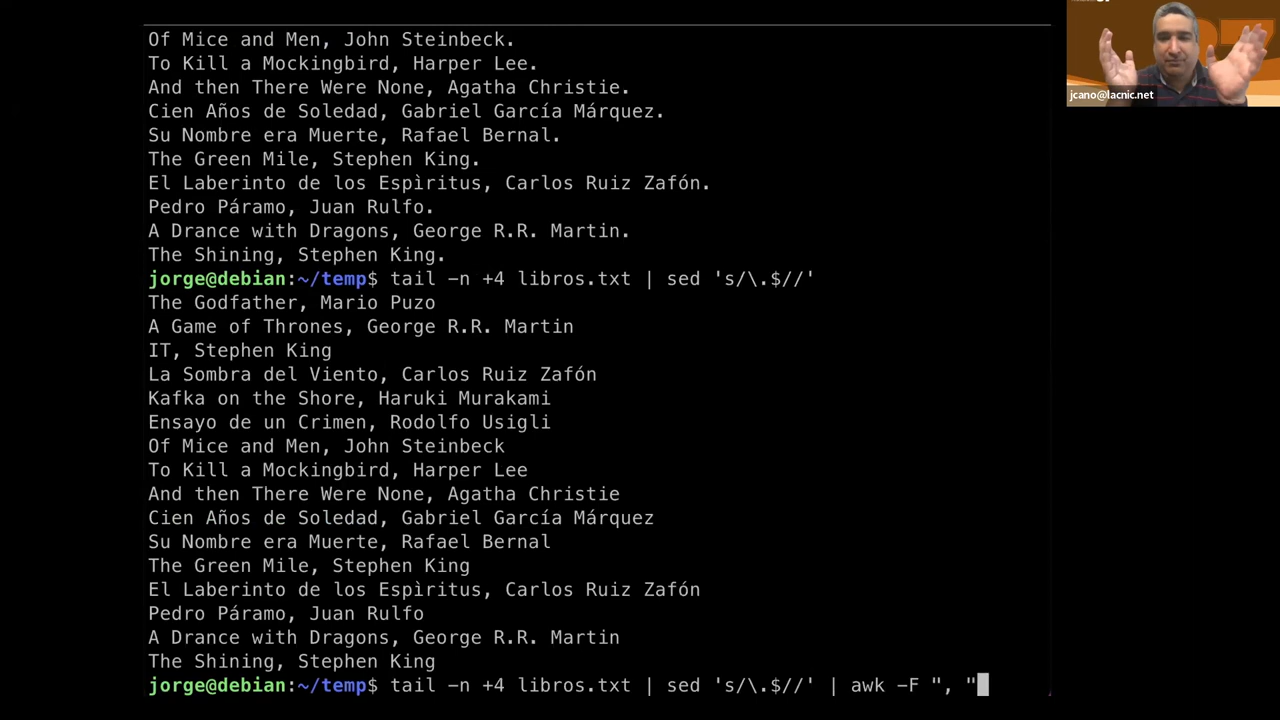 Of Mice and Men, John Steinbeck.
To Kill a Mockingbird, Harper Lee.
And then There Were None, Agatha Christie.
Cien Años de Soledad, Gabriel García Márquez.
Su Nombre era Muerte, Rafael Bernal.
The Green Mile, Stephen King.
El Laberinto de los Espìritus, Carlos Ruiz Zafón.
Pedro Páramo, Juan Rulfo.
A Drance with Dragons, George R.R. Martin.
The Shining, Stephen King.
jorge@debian:~/temp$ tail -n +4 libros.txt | sed 's/\.$//'
The Godfather, Mario Puzo
A Game of Thrones, George R.R. Martin
IT, Stephen King
La Sombra del Viento, Carlos Ruiz Zafón
Kafka on the Shore, Haruki Murakami
Ensayo de un Crimen, Rodolfo Usigli
Of Mice and Men, John Steinbeck
To Kill a Mockingbird, Harper Lee
And then There Were None, Agatha Christie
Cien Años de Soledad, Gabriel García Márquez
Su Nombre era Muerte, Rafael Bernal
The Green Mile, Stephen King
El Laberinto de los Espìritus, Carlos Ruiz Zafón
Pedro Páramo, Juan Rulfo
A Drance with Dragons, George R.R. Martin
The Shining, Stephen King
jorge@debian:~/temp$ tail -n +4 libros.txt | sed 's/\.$//' | awk -F ", "
jcano@lacnic.net